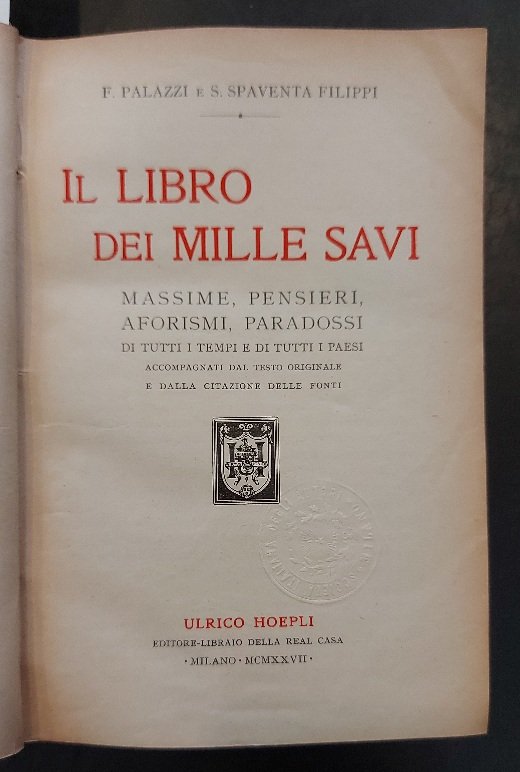 F. PALAZZI E S. SPAVENTA FILIPPI
IL LIBRO
DEI MILLE SAVI
MASSIME, PENSIERI,
AFORISMI, PARADOSSI
DI TUTTI I TEMPI E DI TUTTI I PAESI
ACCOMPAGNATI DAL TESTO ORIGINALE
E DALLA CITAZIONE DELLE FONTI
ULRICO HOEPLI
EDITORE-LIBRAIO DELLA REAL CASA
· MILANO · MCMXXVII ·